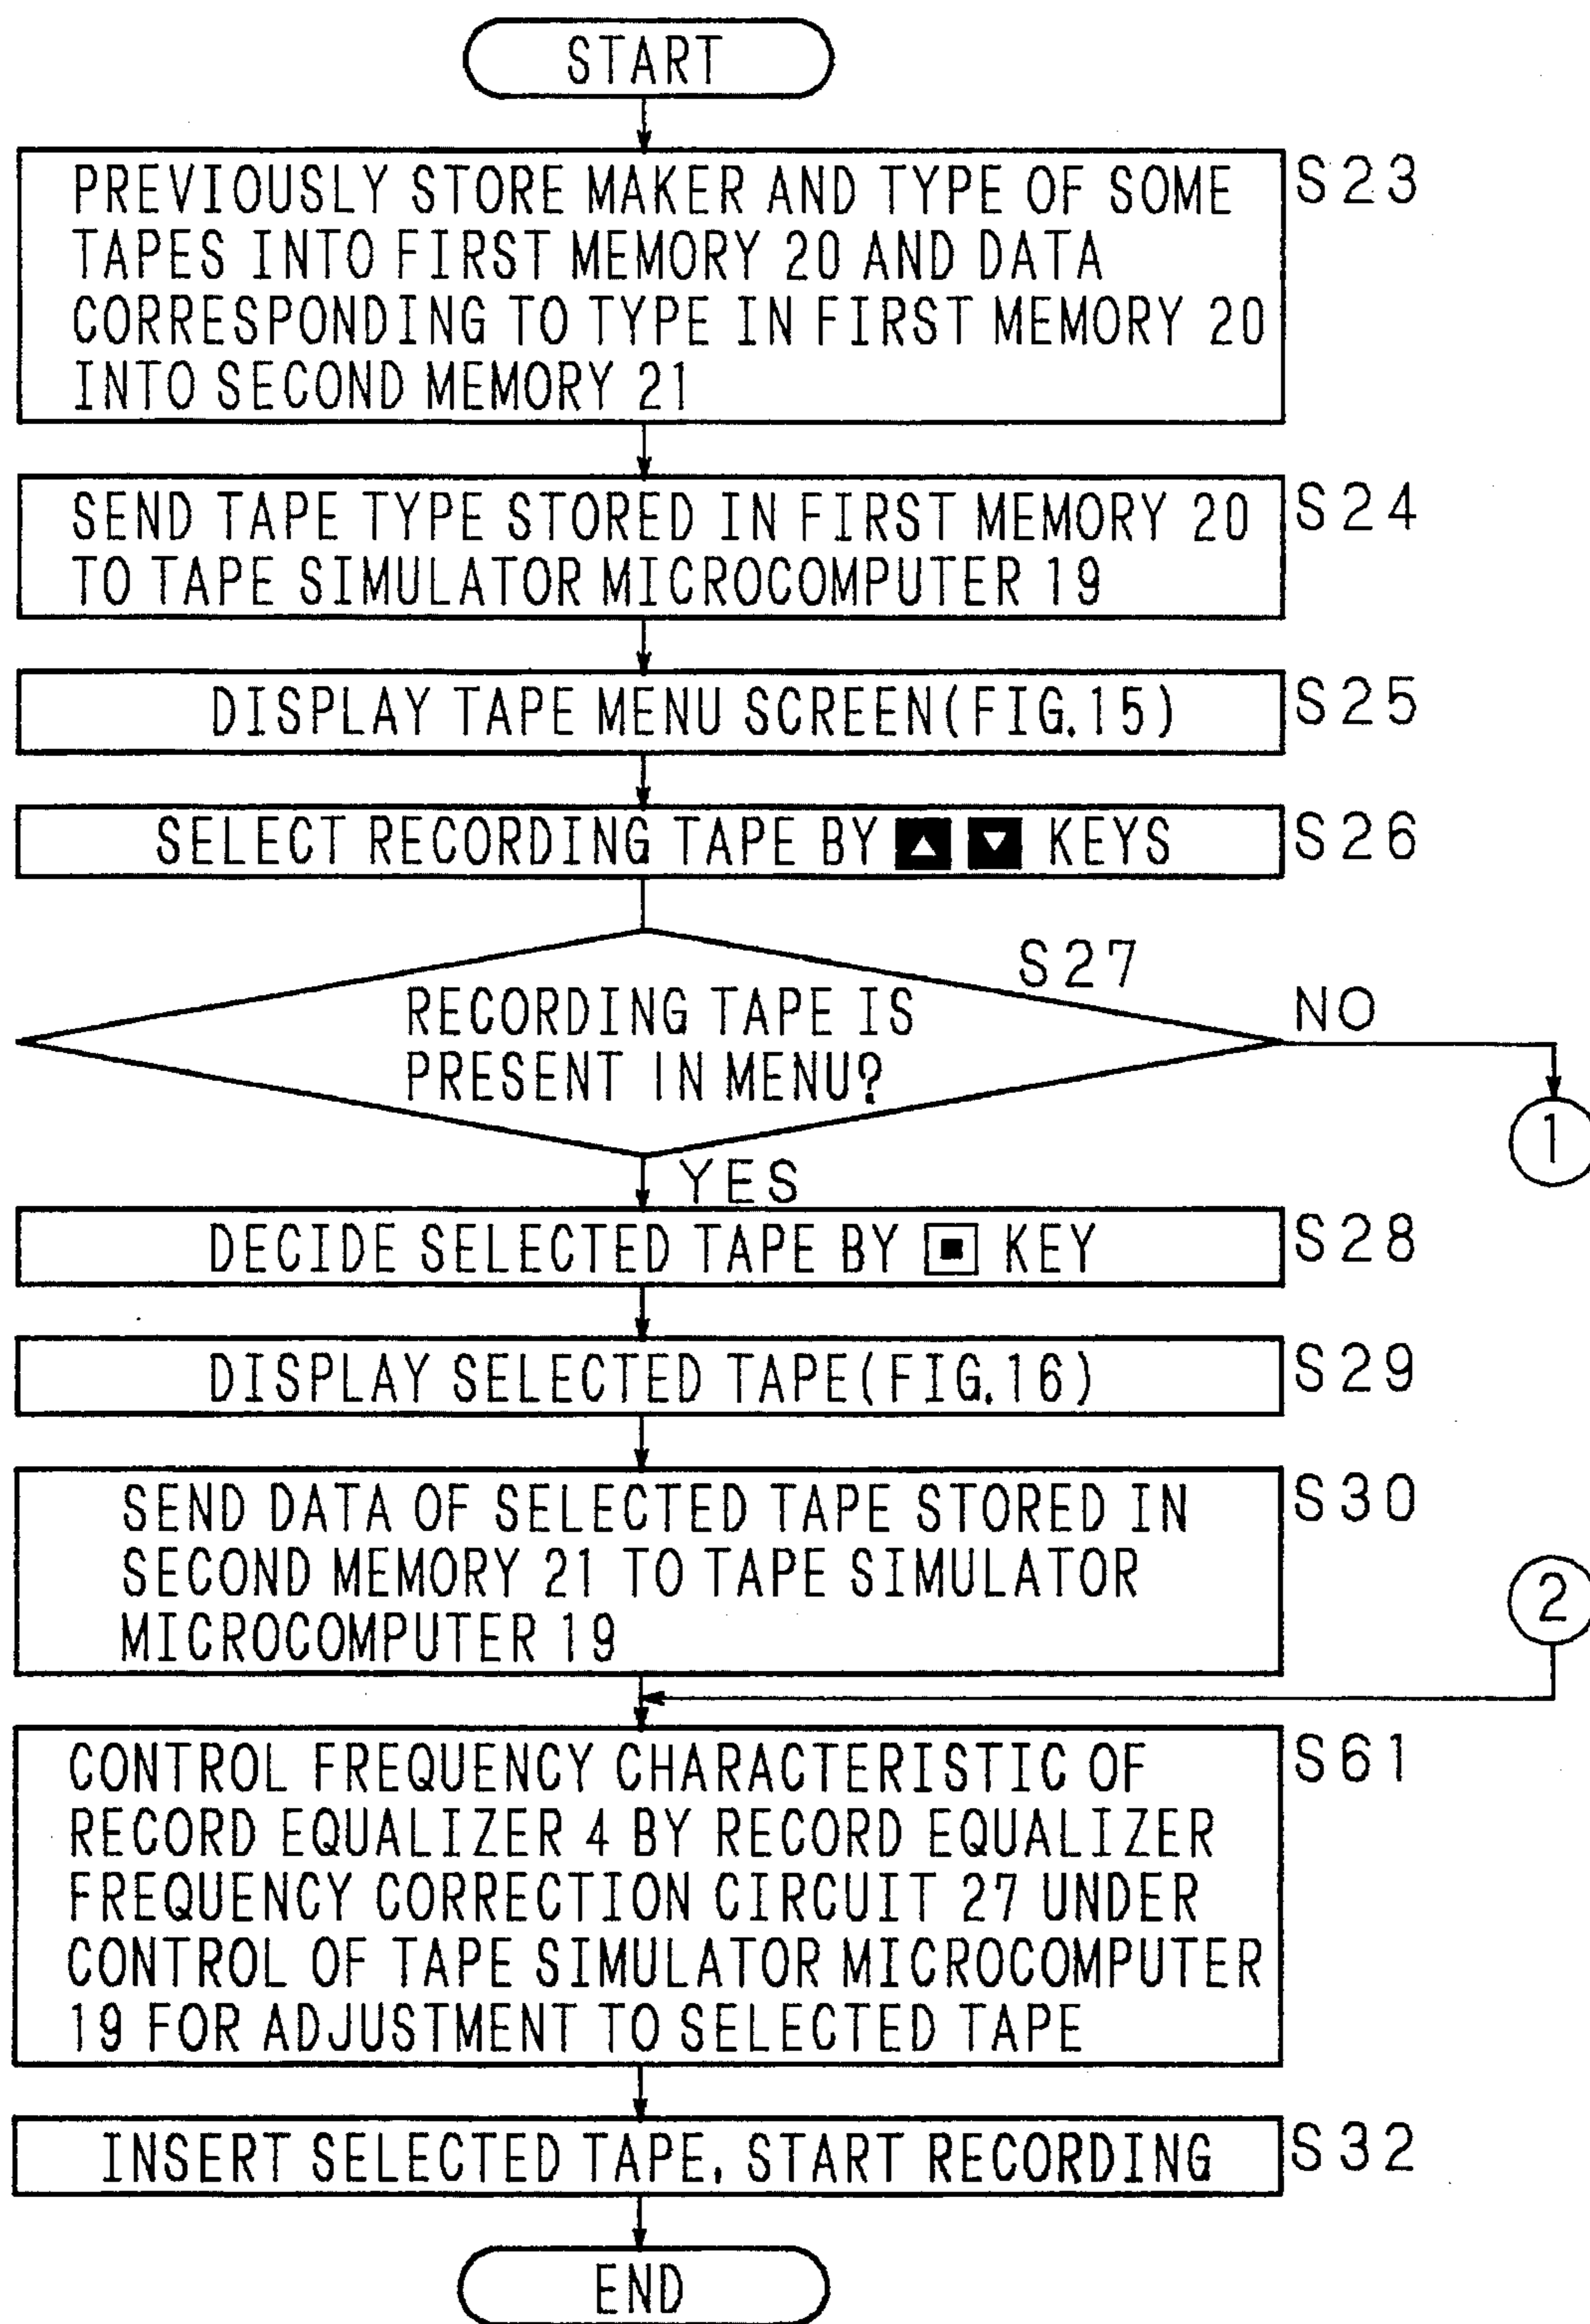 START
PREVIOUSLY STORE MAKER AND TYPE OF SOME
TAPES INTO FIRST MEMORY 20 AND DATA
CORRESPONDING TO TYPE IN FIRST MEMORY 20
INTO SECOND MEMORY 21
S23
SEND TAPE TYPE STORED IN FIRST MEMORY 20
TO TAPE SIMULATOR MICROCOMPUTER 19
S24
DISPLAY TAPE MENU SCREEN(FIG.15)
S25
SELECT RECORDING TAPE BY ▲ ▼ KEYS
S26
S27
RECORDING TAPE IS
PRESENT IN MENU?
NO
1
YES
DECIDE SELECTED TAPE BY ▣ KEY
S28
DISPLAY SELECTED TAPE(FIG.16)
S29
SEND DATA OF SELECTED TAPE STORED IN
SECOND MEMORY 21 TO TAPE SIMULATOR
MICROCOMPUTER 19
S30
2
CONTROL FREQUENCY CHARACTERISTIC OF
RECORD EQUALIZER 4 BY RECORD EQUALIZER
FREQUENCY CORRECTION CIRCUIT 27 UNDER
CONTROL OF TAPE SIMULATOR MICROCOMPUTER
19 FOR ADJUSTMENT TO SELECTED TAPE
S61
INSERT SELECTED TAPE, START RECORDING
S32
END